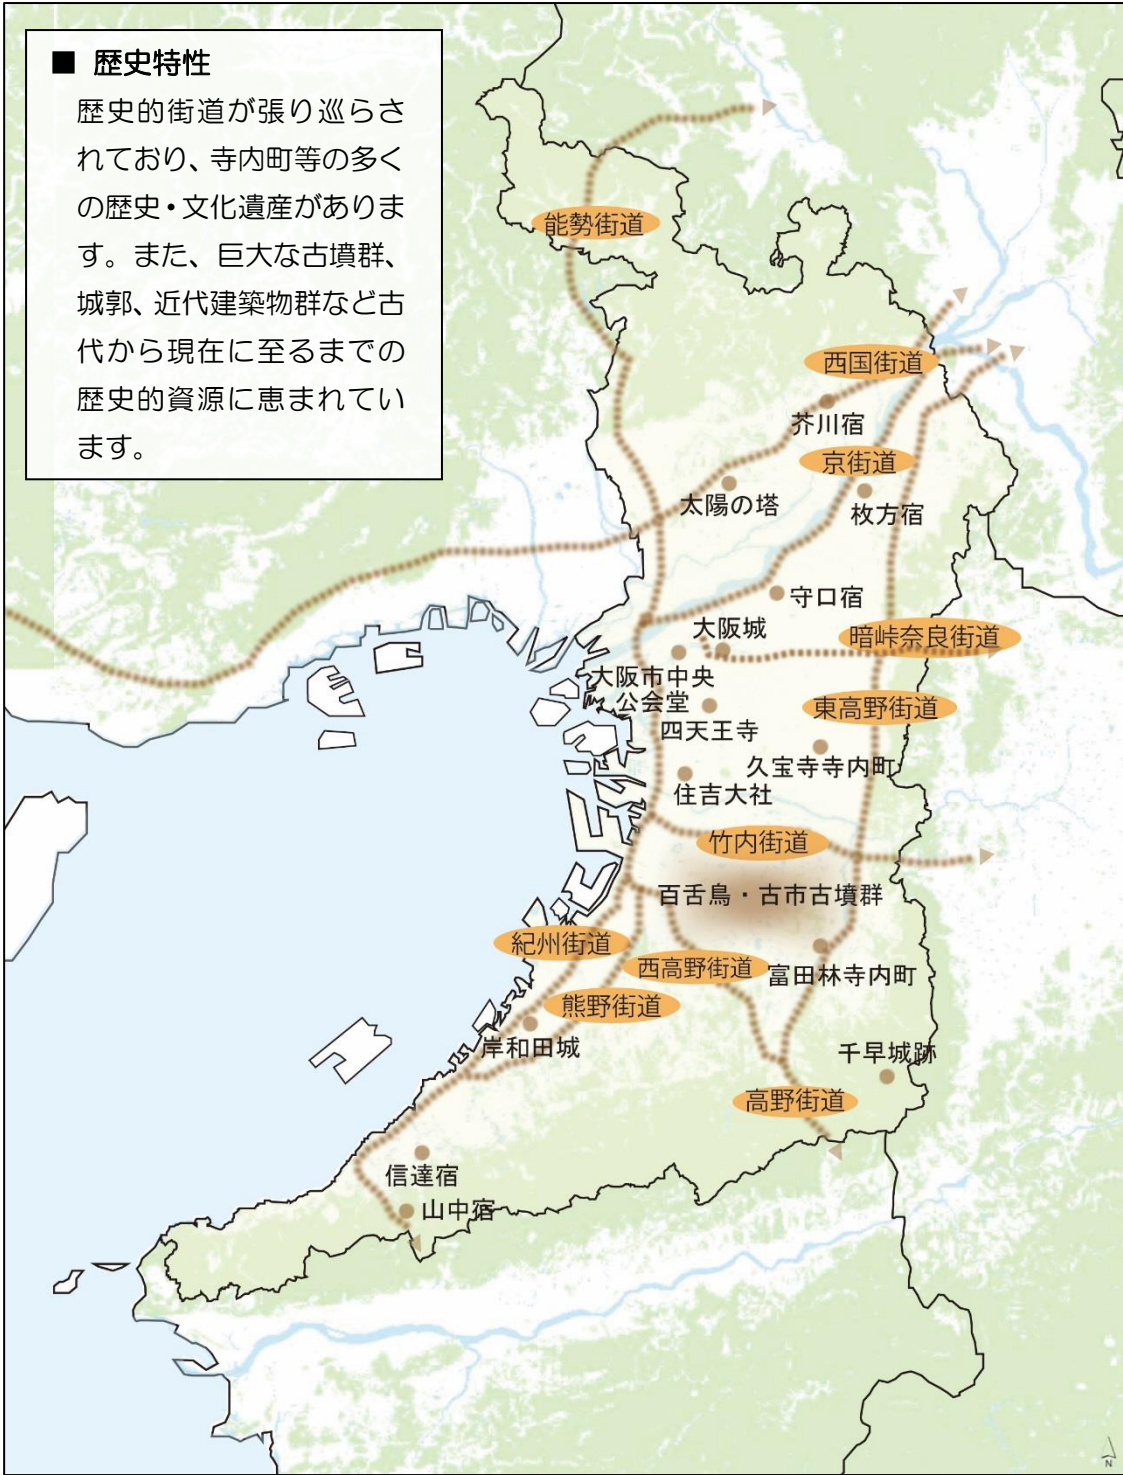 ■ 歴史特性
歴史的街道が張り巡らさ
れており、寺内町等の多く
の歴史・文化遺産がありま
す。また、巨大な古墳群、
城郭、近代建築物群など古
代から現在に至るまでの
歴史的資源に恵まれてい
ます。
能勢街道
西国街道
芥川宿
京街道
太陽の塔
枚方宿
守口宿
大阪城
暗峠奈良街道
大阪市中央
公会堂
東高野街道
四天王寺
久宝寺寺内町
住吉大社
竹内街道
百舌鳥・古市古墳群
紀州街道
西高野街道
富田林寺内町
熊野街道
岸和田城
千早城跡
高野街道
信達宿
山中宿
N